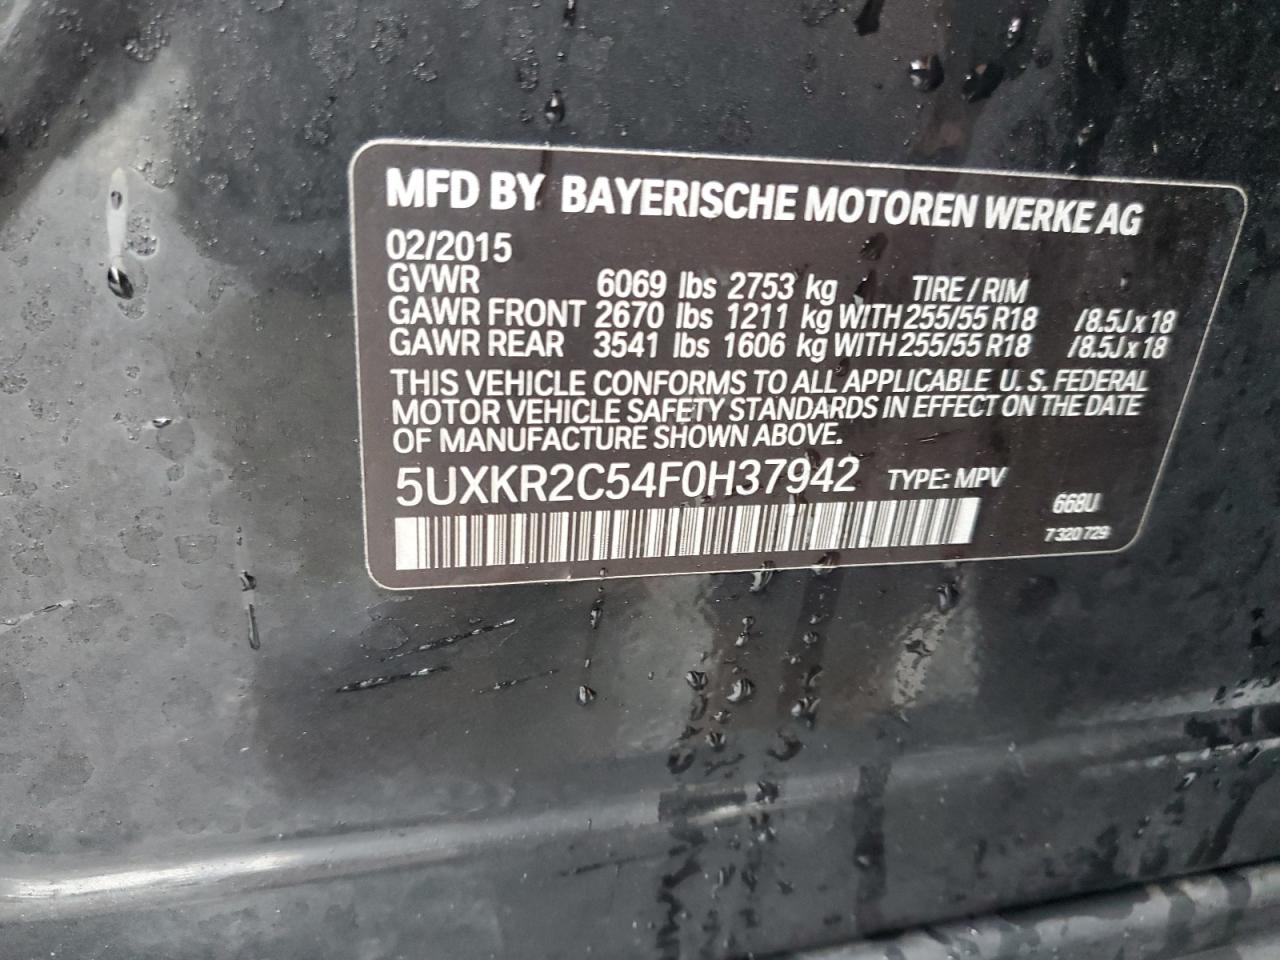 MFD BY BAYERISCHE MOTOREN WERKE AG
02/2015
GVWR 6069 lbs 2753 kg TIRE / RIM
GAWR FRONT 2670 lbs 1211 kg WITH 255/55 R18 /8.5J x 18
GAWR REAR 3541 lbs 1606 kg WITH 255/55 R18 /8.5J x 18
THIS VEHICLE CONFORMS TO ALL APPLICABLE U.S. FEDERAL
MOTOR VEHICLE SAFETY STANDARDS IN EFFECT ON THE DATE
OF MANUFACTURE SHOWN ABOVE.
5UXKR2C54F0H37942 TYPE: MPV
668U
7 320 729